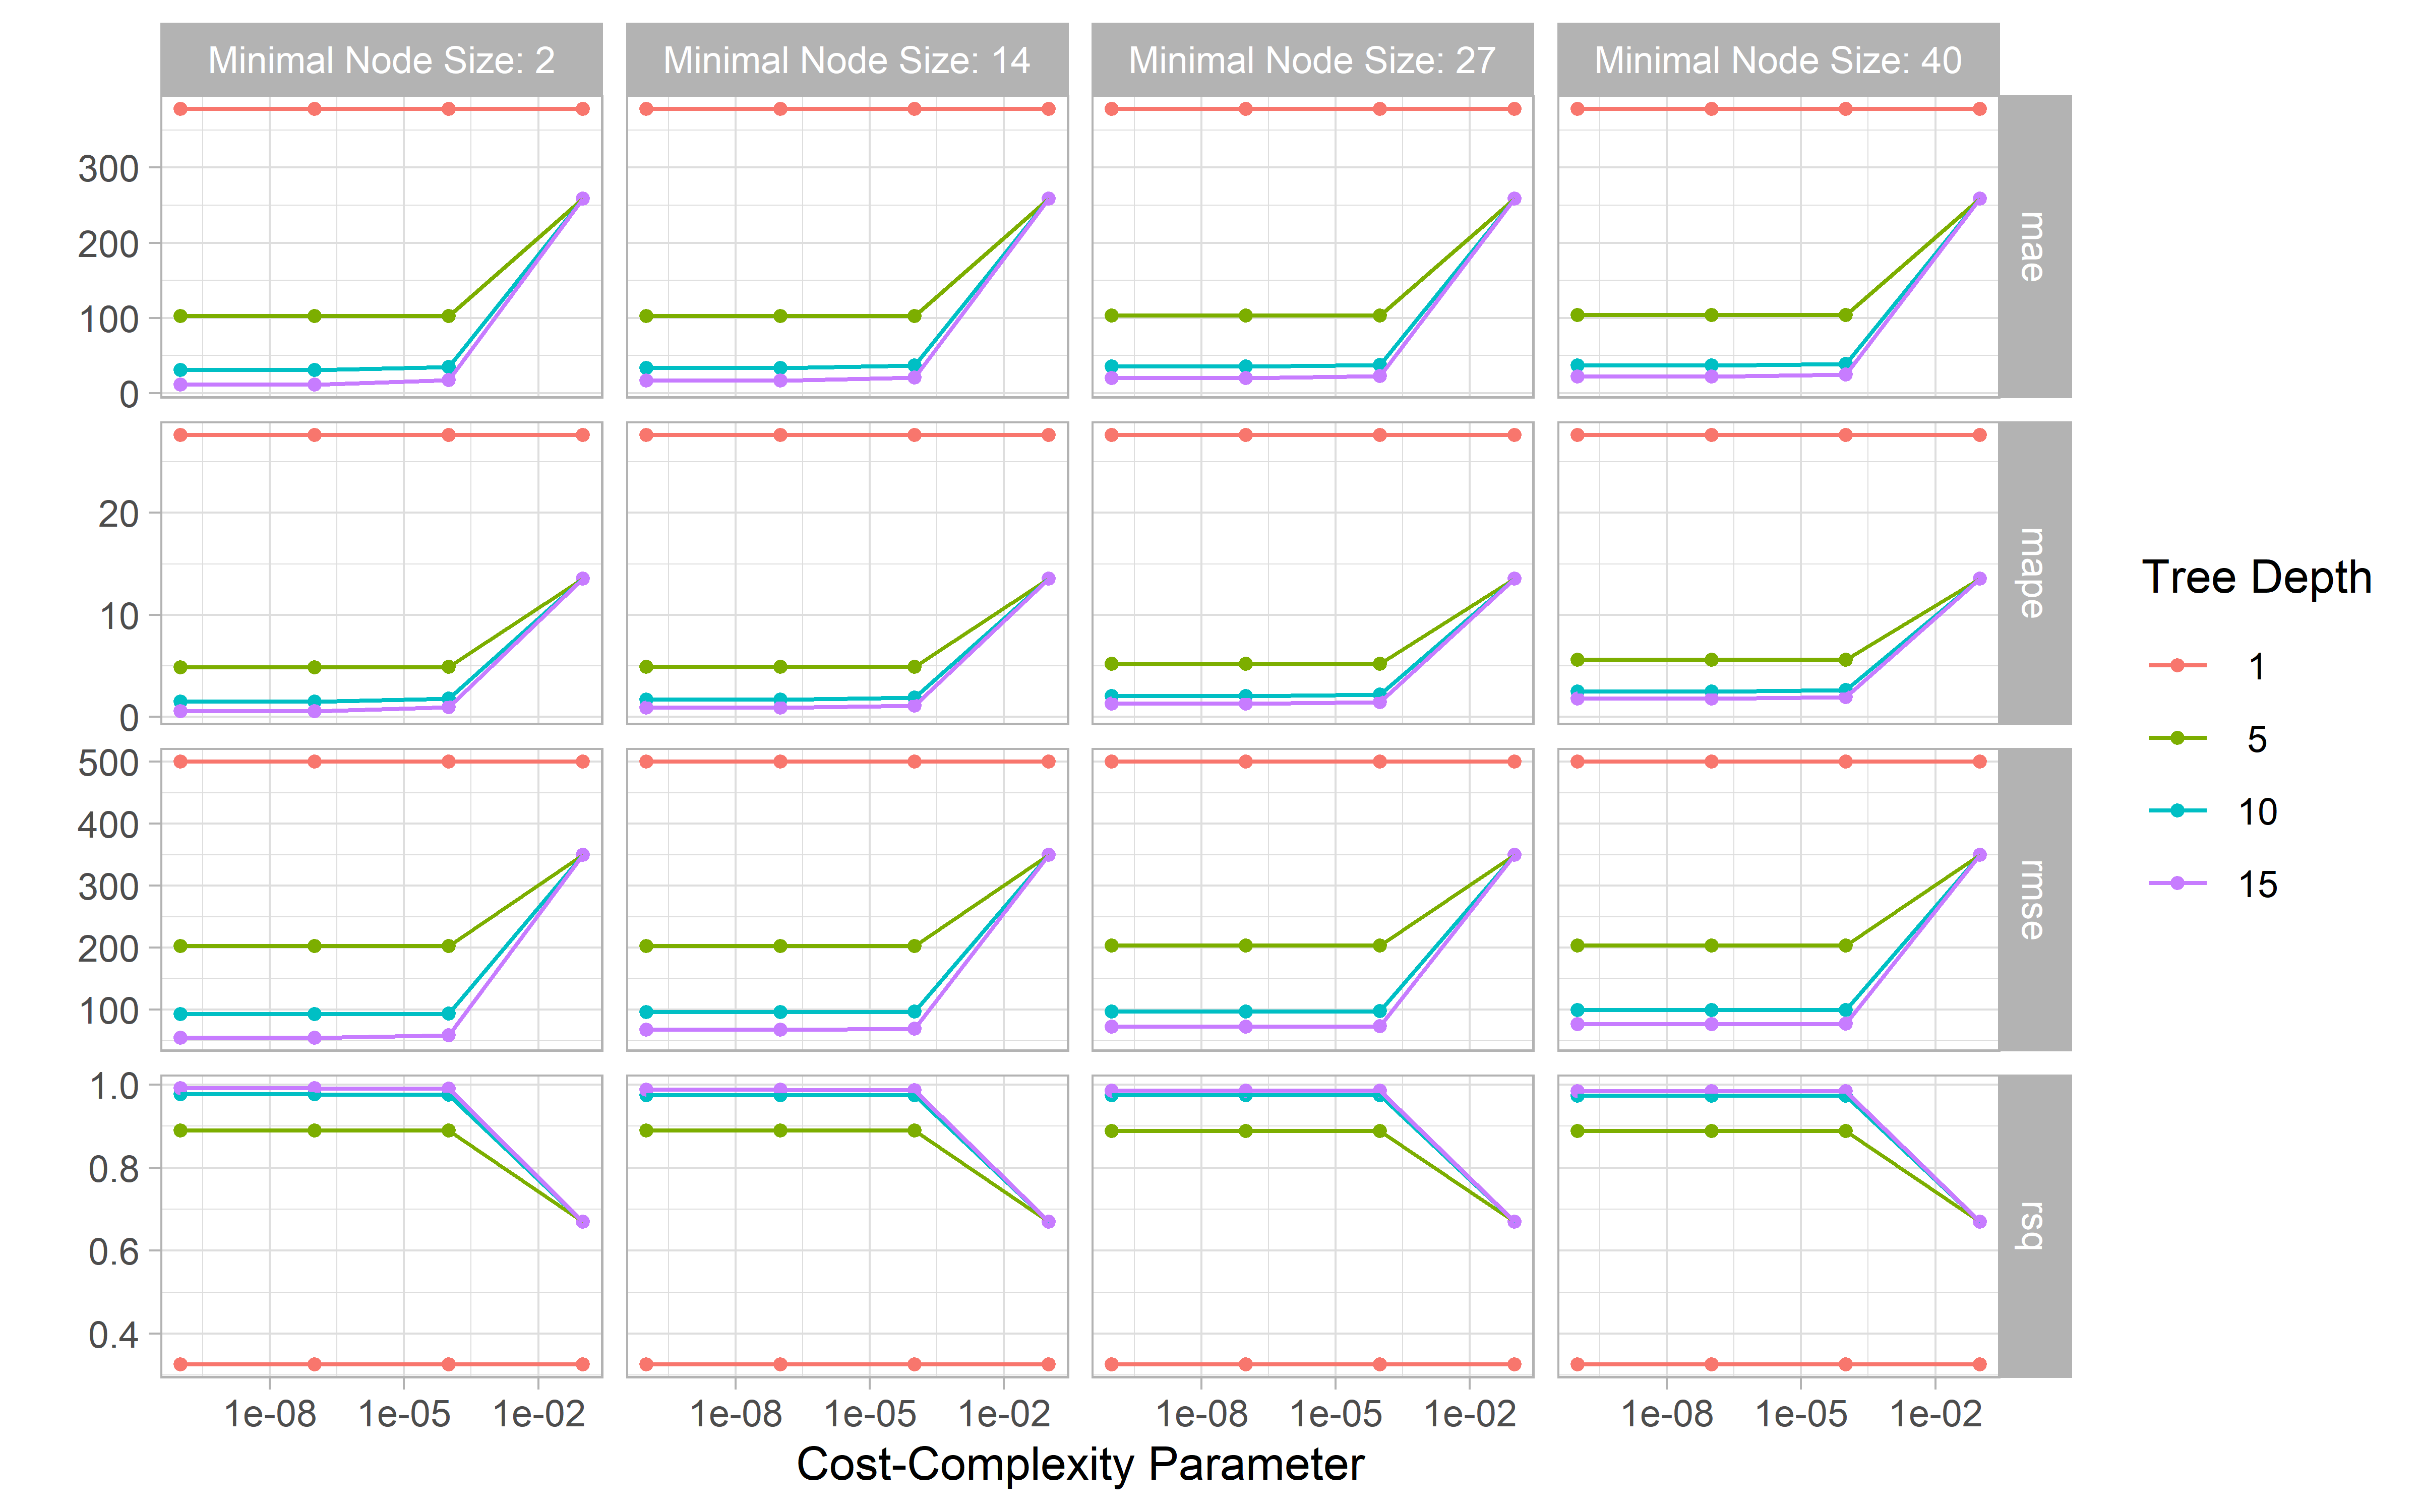 Minimal Node Size: 2
Minimal Node Size: 14
Minimal Node Size: 27
Minimal Node Size: 40
300
200
100
0
mae
20
10
0
mape
500
400
300
200
100
rmse
1.0
0.8
0.6
0.4
rsq
1e-08 1e-05 1e-02
1e-08 1e-05 1e-02
1e-08 1e-05 1e-02
1e-08 1e-05 1e-02
Cost-Complexity Parameter
Tree Depth
1
5
10
15